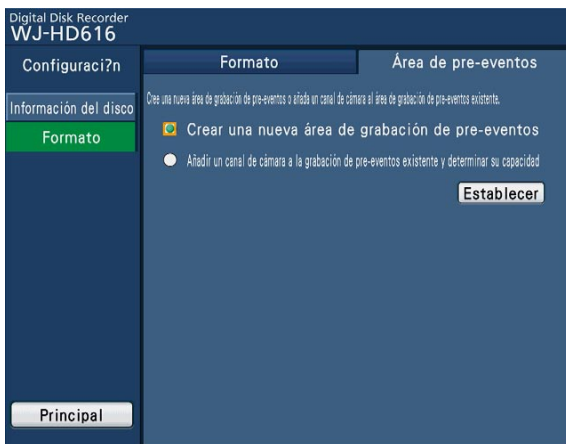 Digital Disk Recorder
WJ-HD616
Configuraci?n
Formato
Área de pre-eventos
Información del disco
Formato
Cree una nueva área de grabación de pre-eventos o añada un canal de cámara al área de grabación de pre-eventos existente.
Crear una nueva área de grabación de pre-eventos
Añadir un canal de cámara a la grabación de pre-eventos existente y determinar su capacidad
Establecer
Principal